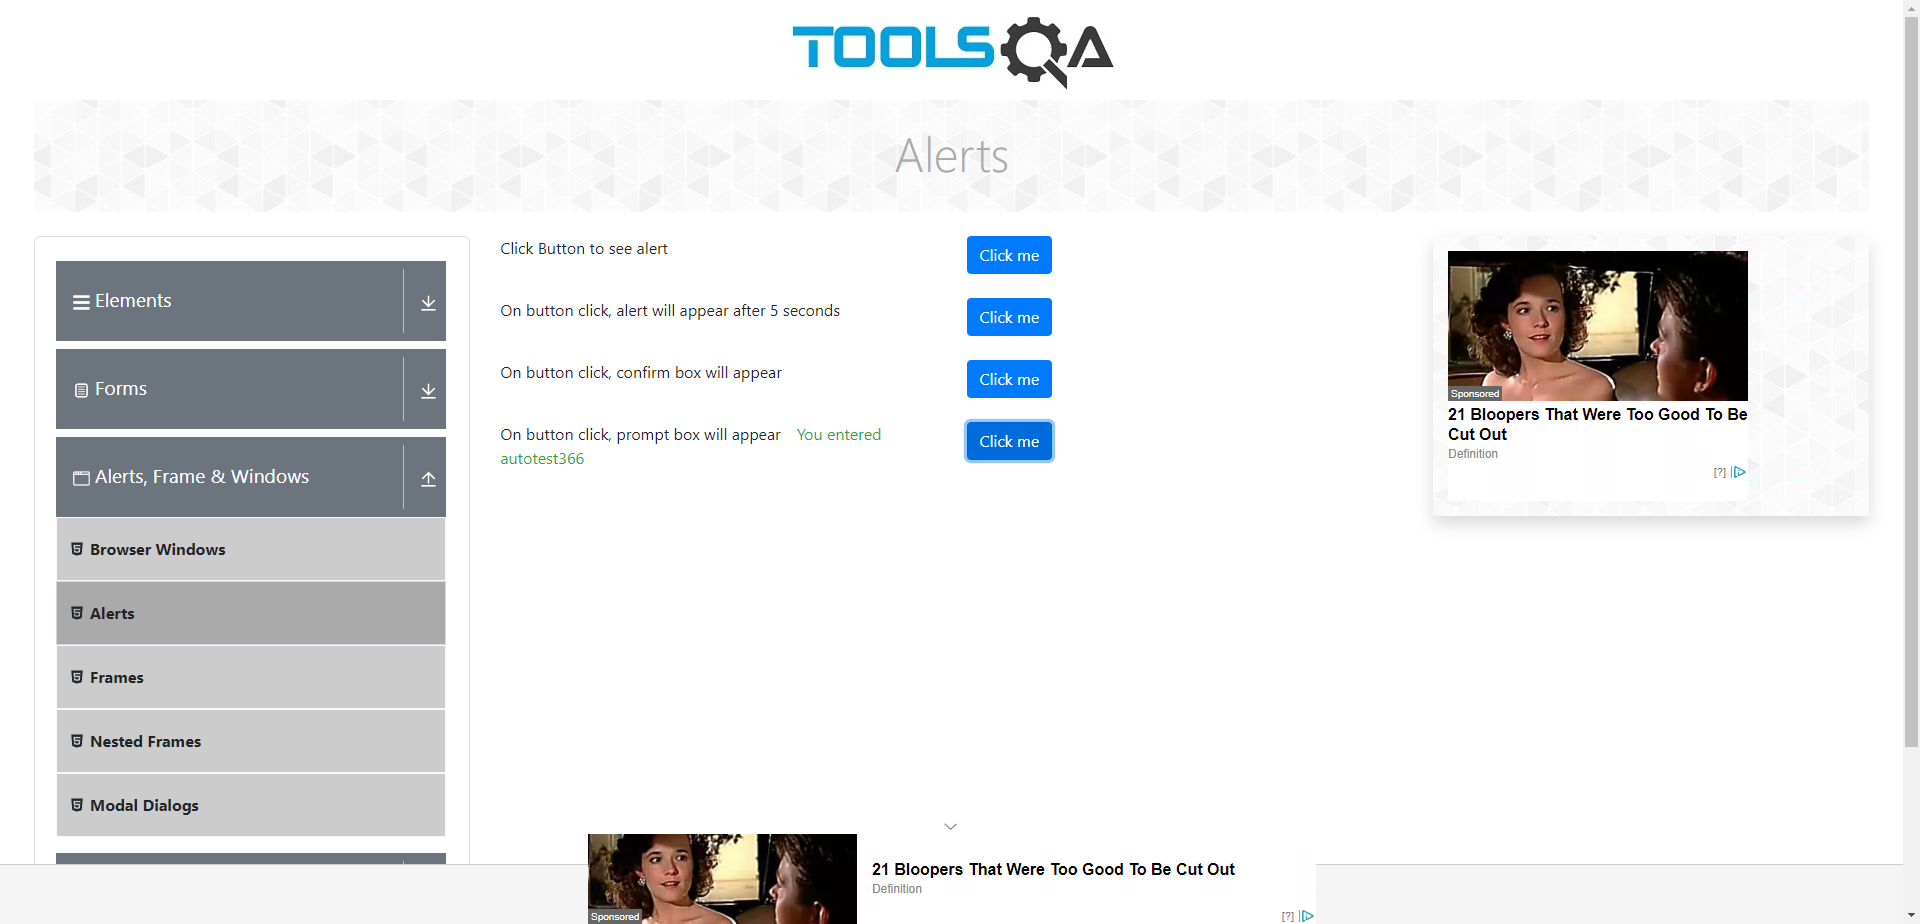 TOOLSQA
Alerts
Elements
Forms
Alerts, Frame & Windows
Browser Windows
Alerts
Frames
Nested Frames
Modal Dialogs
Click Button to see alert
Click me
On button click, alert will appear after 5 seconds
Click me
On button click, confirm box will appear
Click me
On button click, prompt box will appear You entered
autotest366
Click me
Sponsored
21 Bloopers That Were Too Good To Be
Cut Out
Definition
[?]
Sponsored
21 Bloopers That Were Too Good To Be Cut Out
Definition
[?]